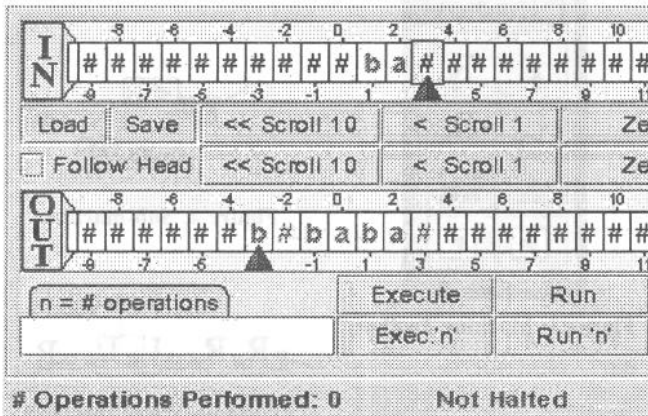 -8 -6 -4 -2 0 2 4 6 8 10
IN # # # # # # # # # # b a # # # # # # # # #
-9 -7 -5 -3 -1 1 5 7 9 11
Load Save << Scroll 10 < Scroll 1 Ze
Follow Head << Scroll 10 < Scroll 1 Ze
-8 -6 -4 -2 0 2 4 6 8 10
OUT # # # # # # b # b a b a # # # # # # # # #
-9 -7 -5 -1 1 3 5 7 9 11
n = # operations Execute Run
Exec.'n' Run 'n'
# Operations Performed: 0 Not Halted